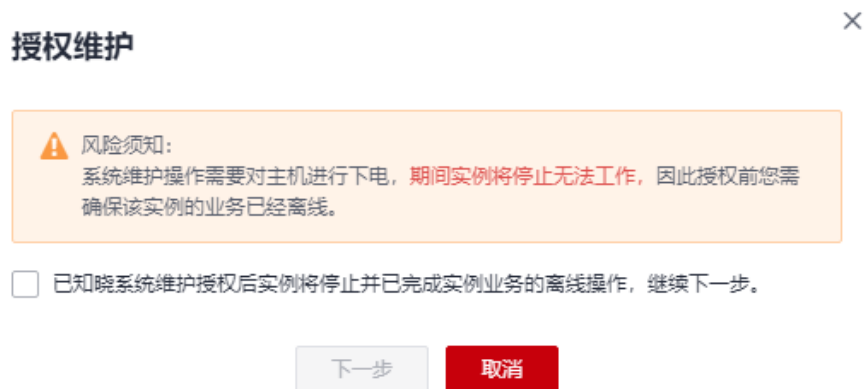 授权维护
风险须知：
系统维护操作需要对主机进行下电，期间实例将停止无法工作，因此授权前您需
确保该实例的业务已经离线。
已知晓系统维护授权后实例将停止并已完成实例业务的离线操作，继续下一步。
下一步 取消